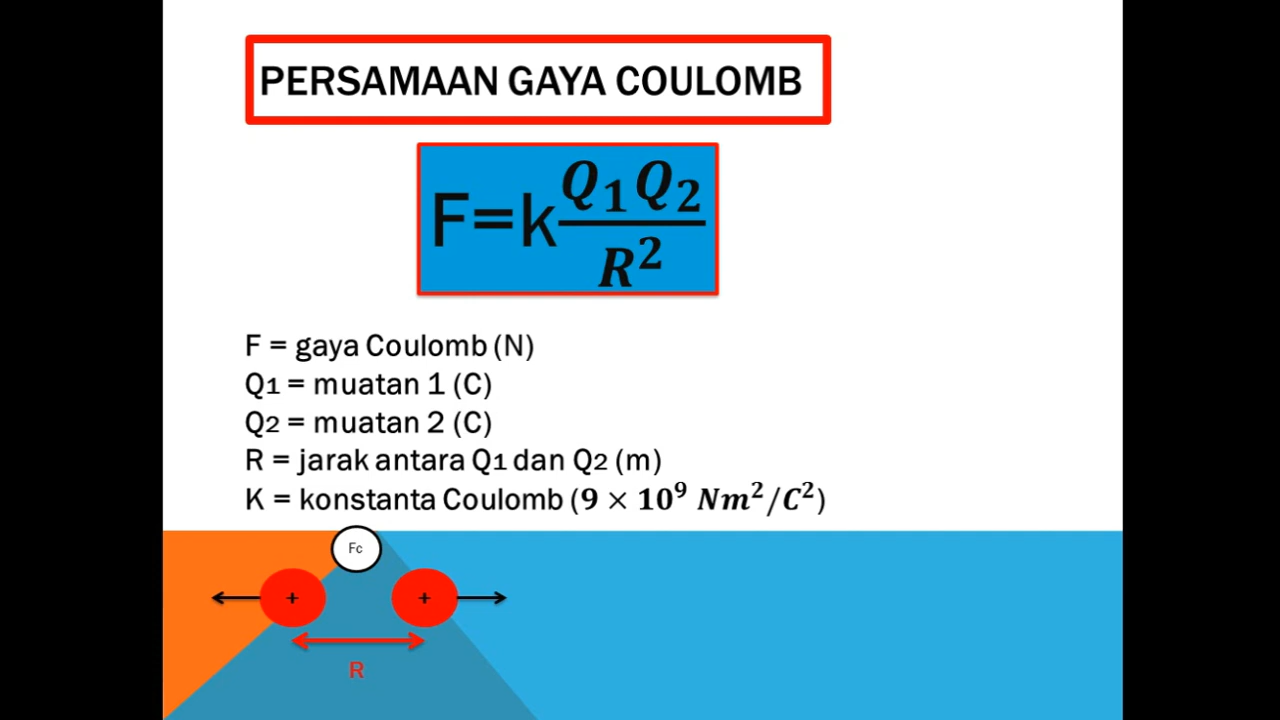 PERSAMAAN GAYA COULOMB
F=k Q₁Q₂/R²
F = gaya Coulomb (N)
Q1 = muatan 1 (C)
Q2 = muatan 2 (C)
R = jarak antara Q1 dan Q2 (m)
K = konstanta Coulomb (9 × 10⁹ Nm²/C²)
Fc
+ +
R